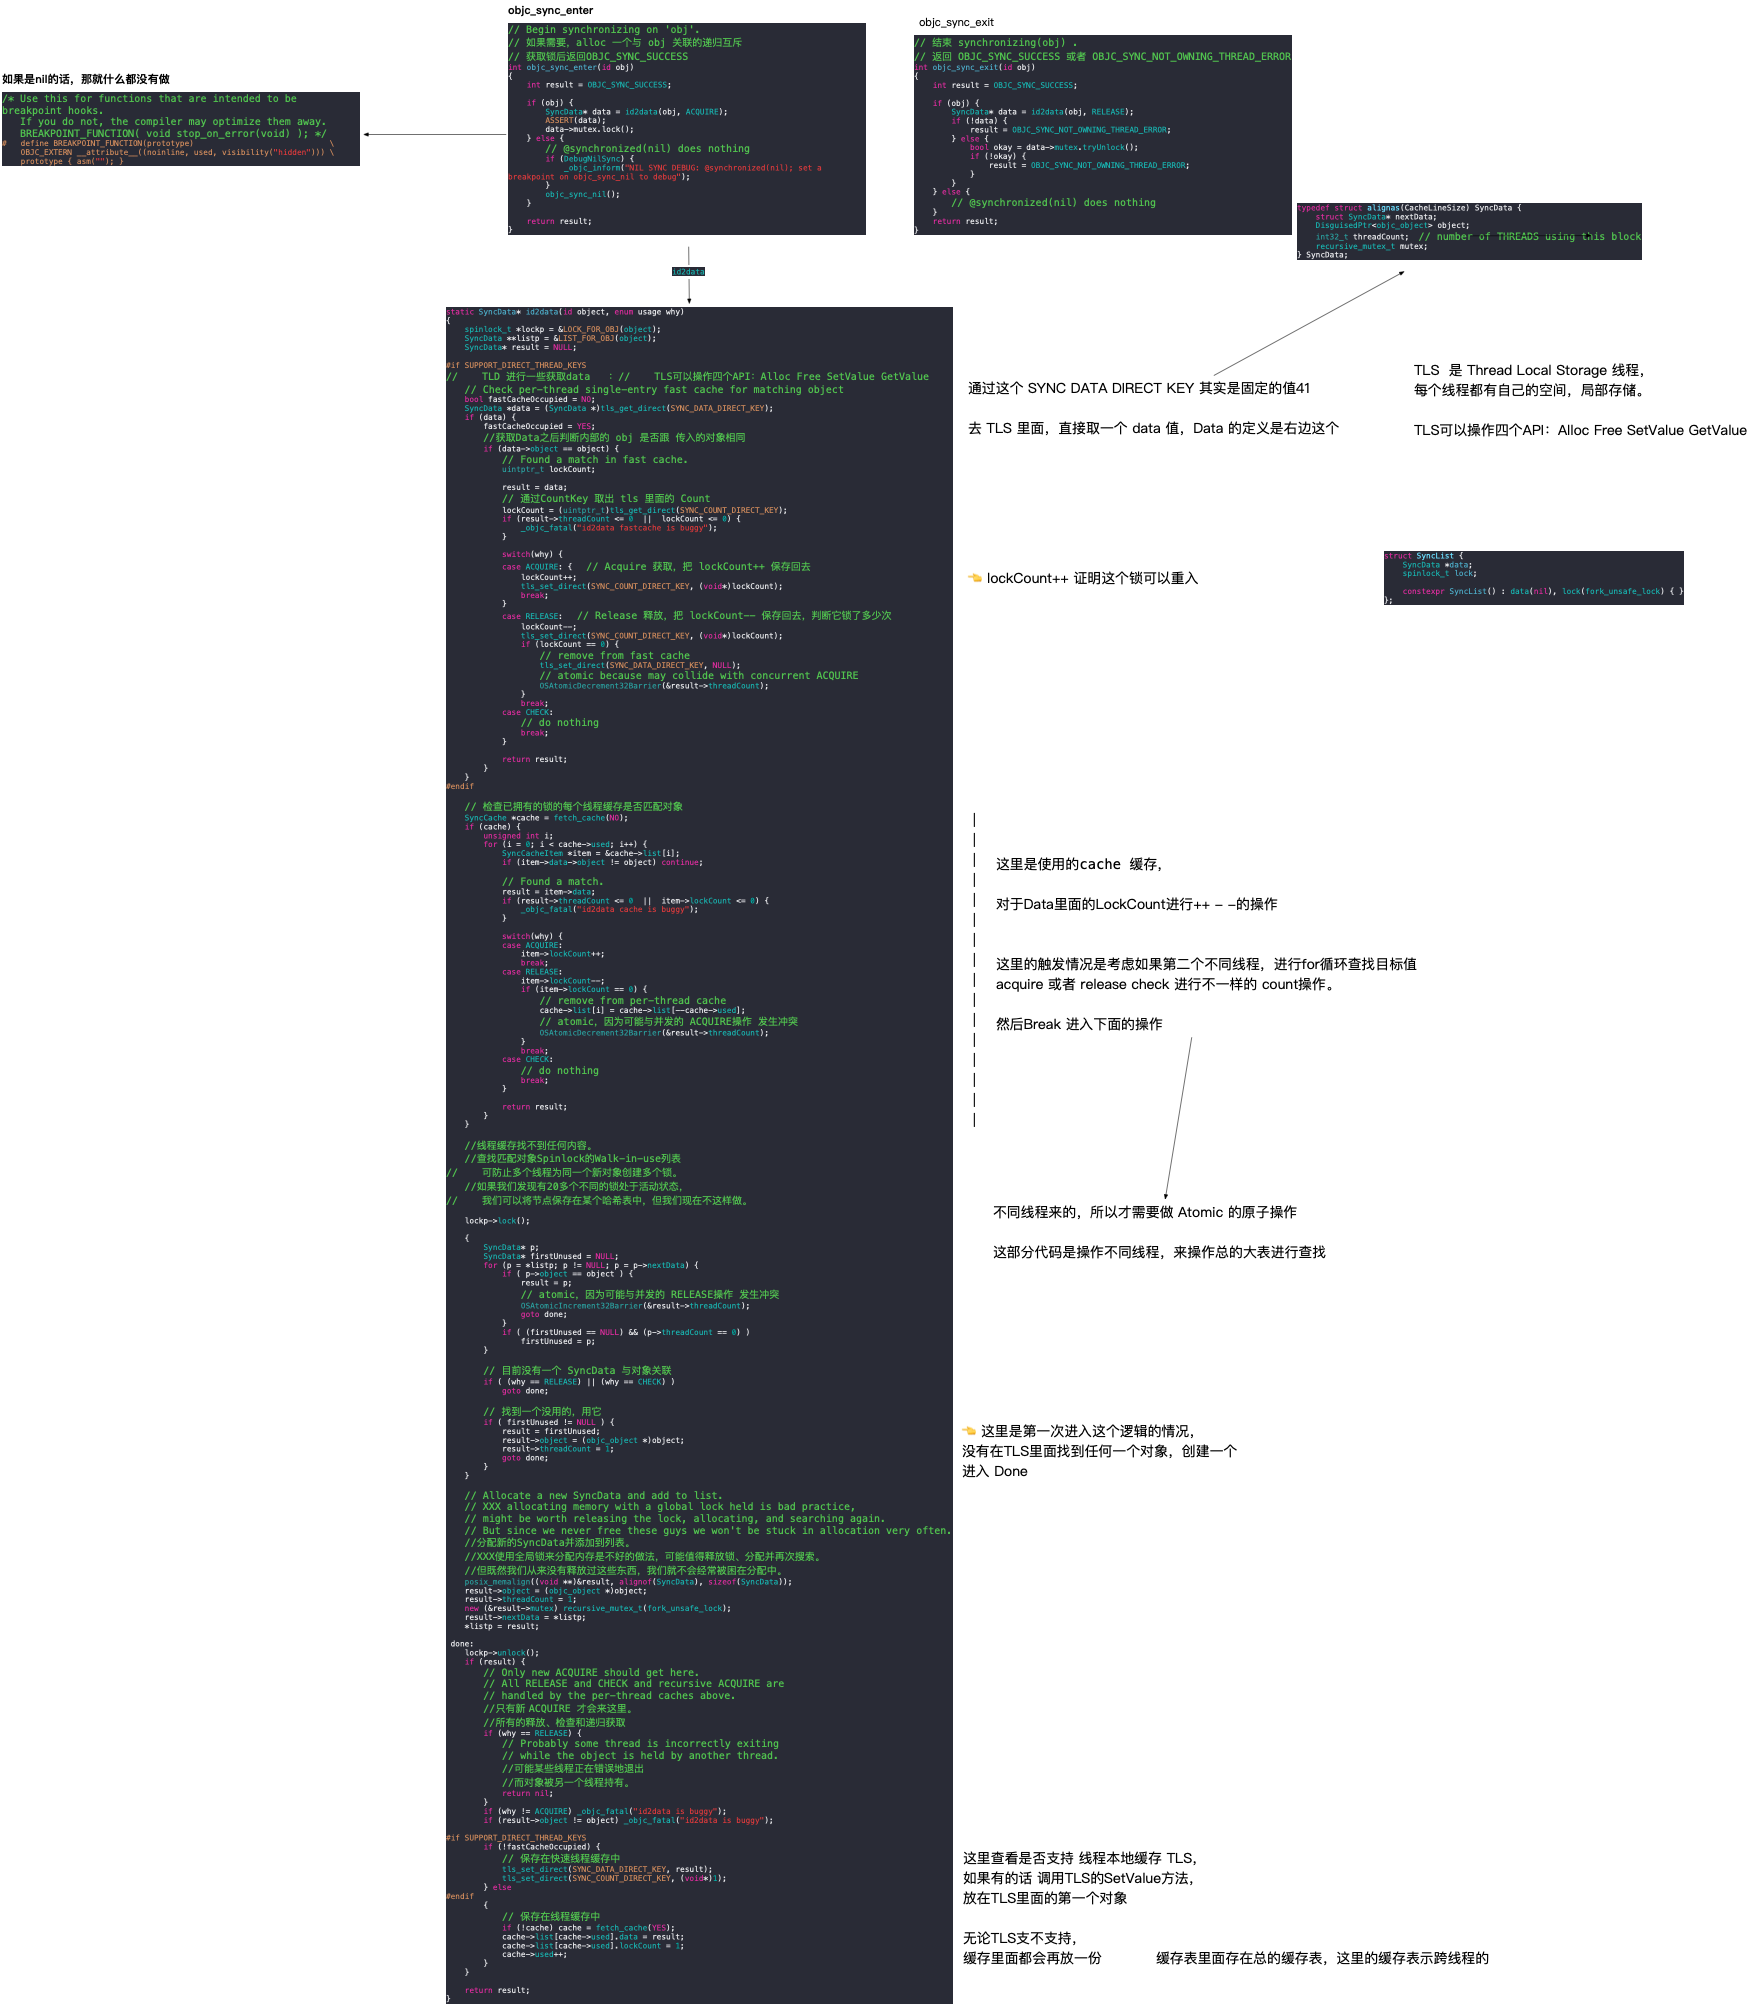 objc_sync_enter
// Begin synchronizing on 'obj'.
// 如果需要，alloc 一个与 obj 关联的递归互斥
// 获取锁后返回OBJC_SYNC_SUCCESS
int objc_sync_enter(id obj)
{
    int result = OBJC_SYNC_SUCCESS;
    if (obj) {
        SyncData* data = id2data(obj, ACQUIRE);
        ASSERT(data);
        data->mutex.lock();
    } else {
        // @synchronized(nil) does nothing
        if (DebugNilSync) {
            _objc_inform("NIL SYNC DEBUG: @synchronized(nil); set a
breakpoint on objc_sync_nil to debug");
        }
        objc_sync_nil();
    }
    return result;
}
objc_sync_exit
// 结束 synchronizing(obj) .
// 返回 OBJC_SYNC_SUCCESS 或者 OBJC_SYNC_NOT_OWNING_THREAD_ERROR
int objc_sync_exit(id obj)
{
    int result = OBJC_SYNC_SUCCESS;
    if (obj) {
        SyncData* data = id2data(obj, RELEASE);
        if (!data) {
            result = OBJC_SYNC_NOT_OWNING_THREAD_ERROR;
        } else {
            bool okay = data->mutex.tryUnlock();
            if (!okay) {
                result = OBJC_SYNC_NOT_OWNING_THREAD_ERROR;
            }
        }
    } else {
        // @synchronized(nil) does nothing
    }
    return result;
}
如果是nil的话，那就什么都没有做
/* Use this for functions that are intended to be
breakpoint hooks.
   If you do not, the compiler may optimize them away.
   BREAKPOINT_FUNCTION( void stop_on_error(void) ); */
#   define BREAKPOINT_FUNCTION(prototype)                             \
    OBJC_EXTERN __attribute__((noinline, used, visibility("hidden"))) \
    prototype { asm(""); }
typedef struct alignas(CacheLineSize) SyncData {
    struct SyncData* nextData;
    DisguisedPtr<objc_object> object;
    int32_t threadCount;  // number of THREADS using this block
    recursive_mutex_t mutex;
} SyncData;
id2data
static SyncData* id2data(id object, enum usage why)
{
    spinlock_t *lockp = &LOCK_FOR_OBJ(object);
    SyncData **listp = &LIST_FOR_OBJ(object);
    SyncData* result = NULL;
#if SUPPORT_DIRECT_THREAD_KEYS
//    TLD 进行一些获取data   ：//    TLS可以操作四个API：Alloc Free SetValue GetValue
    // Check per-thread single-entry fast cache for matching object
    bool fastCacheOccupied = NO;
    SyncData *data = (SyncData *)tls_get_direct(SYNC_DATA_DIRECT_KEY);
    if (data) {
        fastCacheOccupied = YES;
        //获取Data之后判断内部的 obj 是否跟 传入的对象相同
        if (data->object == object) {
            // Found a match in fast cache.
            uintptr_t lockCount;
            result = data;
            // 通过CountKey 取出 tls 里面的 Count
            lockCount = (uintptr_t)tls_get_direct(SYNC_COUNT_DIRECT_KEY);
            if (result->threadCount <= 0  ||  lockCount <= 0) {
                _objc_fatal("id2data fastcache is buggy");
            }
            switch(why) {
            case ACQUIRE: {   // Acquire 获取，把 lockCount++ 保存回去
                lockCount++;
                tls_set_direct(SYNC_COUNT_DIRECT_KEY, (void*)lockCount);
                break;
            }
            case RELEASE:   // Release 释放，把 lockCount-- 保存回去，判断它锁了多少次
                lockCount--;
                tls_set_direct(SYNC_COUNT_DIRECT_KEY, (void*)lockCount);
                if (lockCount == 0) {
                    // remove from fast cache
                    tls_set_direct(SYNC_DATA_DIRECT_KEY, NULL);
                    // atomic because may collide with concurrent ACQUIRE
                    OSAtomicDecrement32Barrier(&result->threadCount);
                }
                break;
            case CHECK:
                // do nothing
                break;
            }
            return result;
        }
    }
#endif
    // 检查已拥有的锁的每个线程缓存是否匹配对象
    SyncCache *cache = fetch_cache(NO);
    if (cache) {
        unsigned int i;
        for (i = 0; i < cache->used; i++) {
            SyncCacheItem *item = &cache->list[i];
            if (item->data->object != object) continue;
            // Found a match.
            result = item->data;
            if (result->threadCount <= 0  ||  item->lockCount <= 0) {
                _objc_fatal("id2data cache is buggy");
            }
            switch(why) {
            case ACQUIRE:
                item->lockCount++;
                break;
            case RELEASE:
                item->lockCount--;
                if (item->lockCount == 0) {
                    // remove from per-thread cache
                    cache->list[i] = cache->list[--cache->used];
                    // atomic，因为可能与并发的 ACQUIRE操作 发生冲突
                    OSAtomicDecrement32Barrier(&result->threadCount);
                }
                break;
            case CHECK:
                // do nothing
                break;
            }
            return result;
        }
    }
    //线程缓存找不到任何内容。
    //查找匹配对象Spinlock的Walk-in-use列表
//    可防止多个线程为同一个新对象创建多个锁。
    //如果我们发现有20多个不同的锁处于活动状态，
//    我们可以将节点保存在某个哈希表中，但我们现在不这样做。
    lockp->lock();
    {
        SyncData* p;
        SyncData* firstUnused = NULL;
        for (p = *listp; p != NULL; p = p->nextData) {
            if ( p->object == object ) {
                result = p;
                // atomic，因为可能与并发的 RELEASE操作 发生冲突
                OSAtomicIncrement32Barrier(&result->threadCount);
                goto done;
            }
            if ( (firstUnused == NULL) && (p->threadCount == 0) )
                firstUnused = p;
        }
        // 目前没有一个 SyncData 与对象关联
        if ( (why == RELEASE) || (why == CHECK) )
            goto done;
        // 找到一个没用的，用它
        if ( firstUnused != NULL ) {
            result = firstUnused;
            result->object = (objc_object *)object;
            result->threadCount = 1;
            goto done;
        }
    }
    // Allocate a new SyncData and add to list.
    // XXX allocating memory with a global lock held is bad practice,
    // might be worth releasing the lock, allocating, and searching again.
    // But since we never free these guys we won't be stuck in allocation very often.
    //分配新的SyncData并添加到列表。
    //XXX使用全局锁来分配内存是不好的做法，可能值得释放锁、分配并再次搜索。
    //但既然我们从来没有释放过这些东西，我们就不会经常被困在分配中。
    posix_memalign((void **)&result, alignof(SyncData), sizeof(SyncData));
    result->object = (objc_object *)object;
    result->threadCount = 1;
    new (&result->mutex) recursive_mutex_t(fork_unsafe_lock);
    result->nextData = *listp;
    *listp = result;
 done:
    lockp->unlock();
    if (result) {
        // Only new ACQUIRE should get here.
        // All RELEASE and CHECK and recursive ACQUIRE are
        // handled by the per-thread caches above.
        //只有新 ACQUIRE 才会来这里。
        //所有的释放、检查和递归获取
        if (why == RELEASE) {
            // Probably some thread is incorrectly exiting
            // while the object is held by another thread.
            //可能某些线程正在错误地退出
            //而对象被另一个线程持有。
            return nil;
        }
        if (why != ACQUIRE) _objc_fatal("id2data is buggy");
        if (result->object != object) _objc_fatal("id2data is buggy");
#if SUPPORT_DIRECT_THREAD_KEYS
        if (!fastCacheOccupied) {
            // 保存在快速线程缓存中
            tls_set_direct(SYNC_DATA_DIRECT_KEY, result);
            tls_set_direct(SYNC_COUNT_DIRECT_KEY, (void*)1);
        } else
#endif
        {
            // 保存在线程缓存中
            if (!cache) cache = fetch_cache(YES);
            cache->list[cache->used].data = result;
            cache->list[cache->used].lockCount = 1;
            cache->used++;
        }
    }
    return result;
}
通过这个 SYNC DATA DIRECT KEY 其实是固定的值41
去 TLS 里面，直接取一个 data 值，Data 的定义是右边这个
TLS  是 Thread Local Storage 线程，
每个线程都有自己的空间，局部存储。
TLS可以操作四个API：Alloc Free SetValue GetValue
👈 lockCount++ 证明这个锁可以重入
struct SyncList {
    SyncData *data;
    spinlock_t lock;
    constexpr SyncList() : data(nil), lock(fork_unsafe_lock) { }
};
这里是使用的cache 缓存，
对于Data里面的LockCount进行++ - -的操作
这里的触发情况是考虑如果第二个不同线程，进行for循环查找目标值
acquire 或者 release check 进行不一样的 count操作。
然后Break 进入下面的操作
不同线程来的，所以才需要做 Atomic 的原子操作
这部分代码是操作不同线程，来操作总的大表进行查找
👈 这里是第一次进入这个逻辑的情况，
没有在TLS里面找到任何一个对象，创建一个
进入 Done
这里查看是否支持 线程本地缓存 TLS，
如果有的话 调用TLS的SetValue方法，
放在TLS里面的第一个对象
无论TLS支不支持，
缓存里面都会再放一份    缓存表里面存在总的缓存表，这里的缓存表示跨线程的